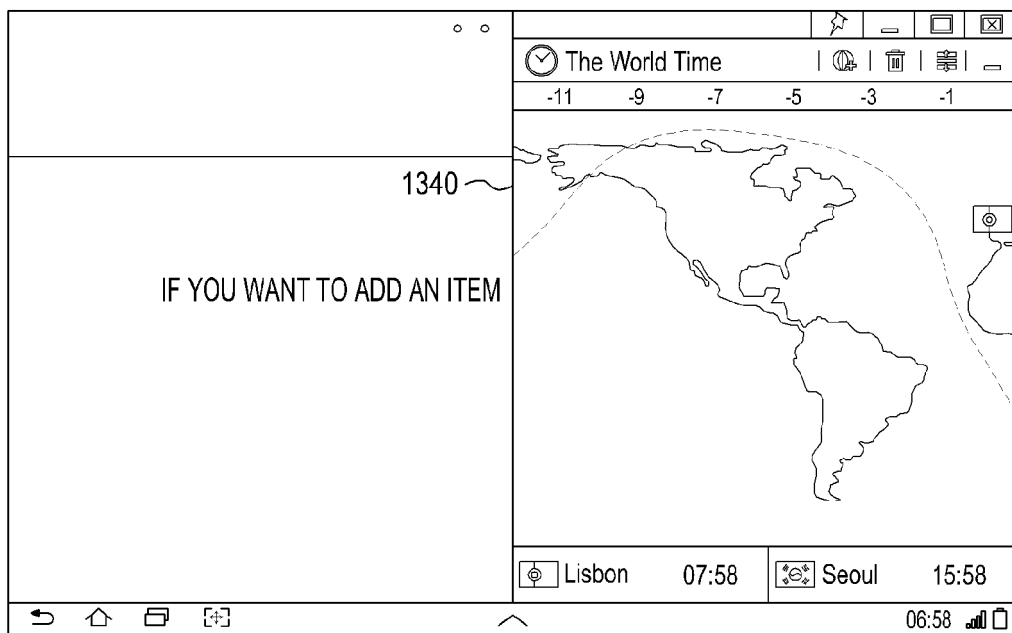 The World Time
-11 -9 -7 -5 -3 -1
1340
IF YOU WANT TO ADD AN ITEM
Lisbon 07:58 Seoul 15:58
06:58